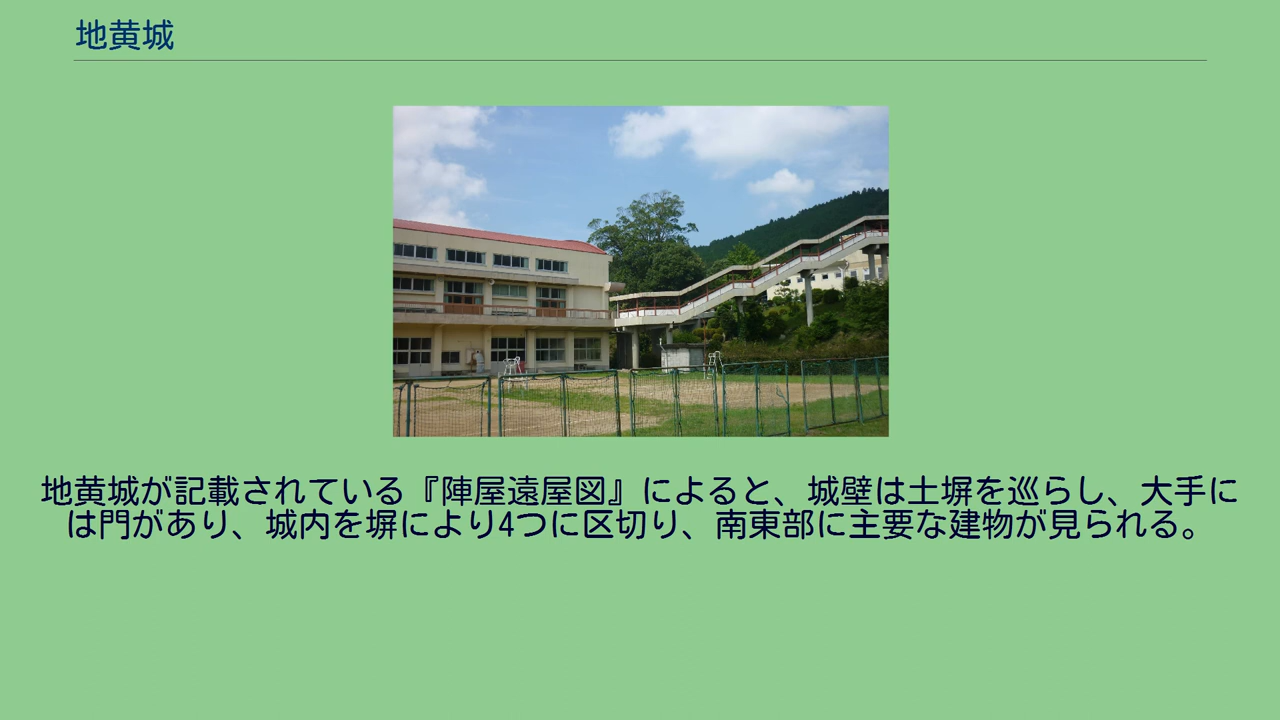 地黄城
地黄城が記載されている『陣屋遠屋図』によると、城壁は土塀を巡らし、大手に
は門があり、城内を塀により4つに区切り、南東部に主要な建物が見られる。